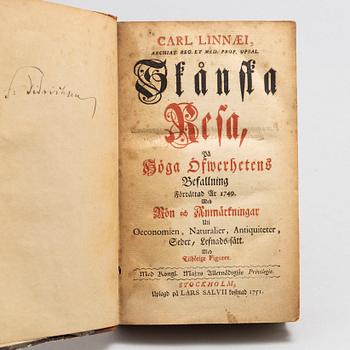 CARL LINNÆI,
ARCHIAT. REG. ET MED. PROF. UPSAL.
Skånska
Resa,
På
Höga Öfwerhetens
Befallning
Förrättad År 1749.
Med
Rön och Anmärkningar
Uti
Oeconomien, Naturalier, Antiquiteter,
Seder, Lefnads-sätt.
Med
Tilhörige Figurer.
Med Kongl. Maj:ts Allernådigste Privilegio.
STOCKHOLM,
Uplagd på LARS SALVII kostnad 1751.